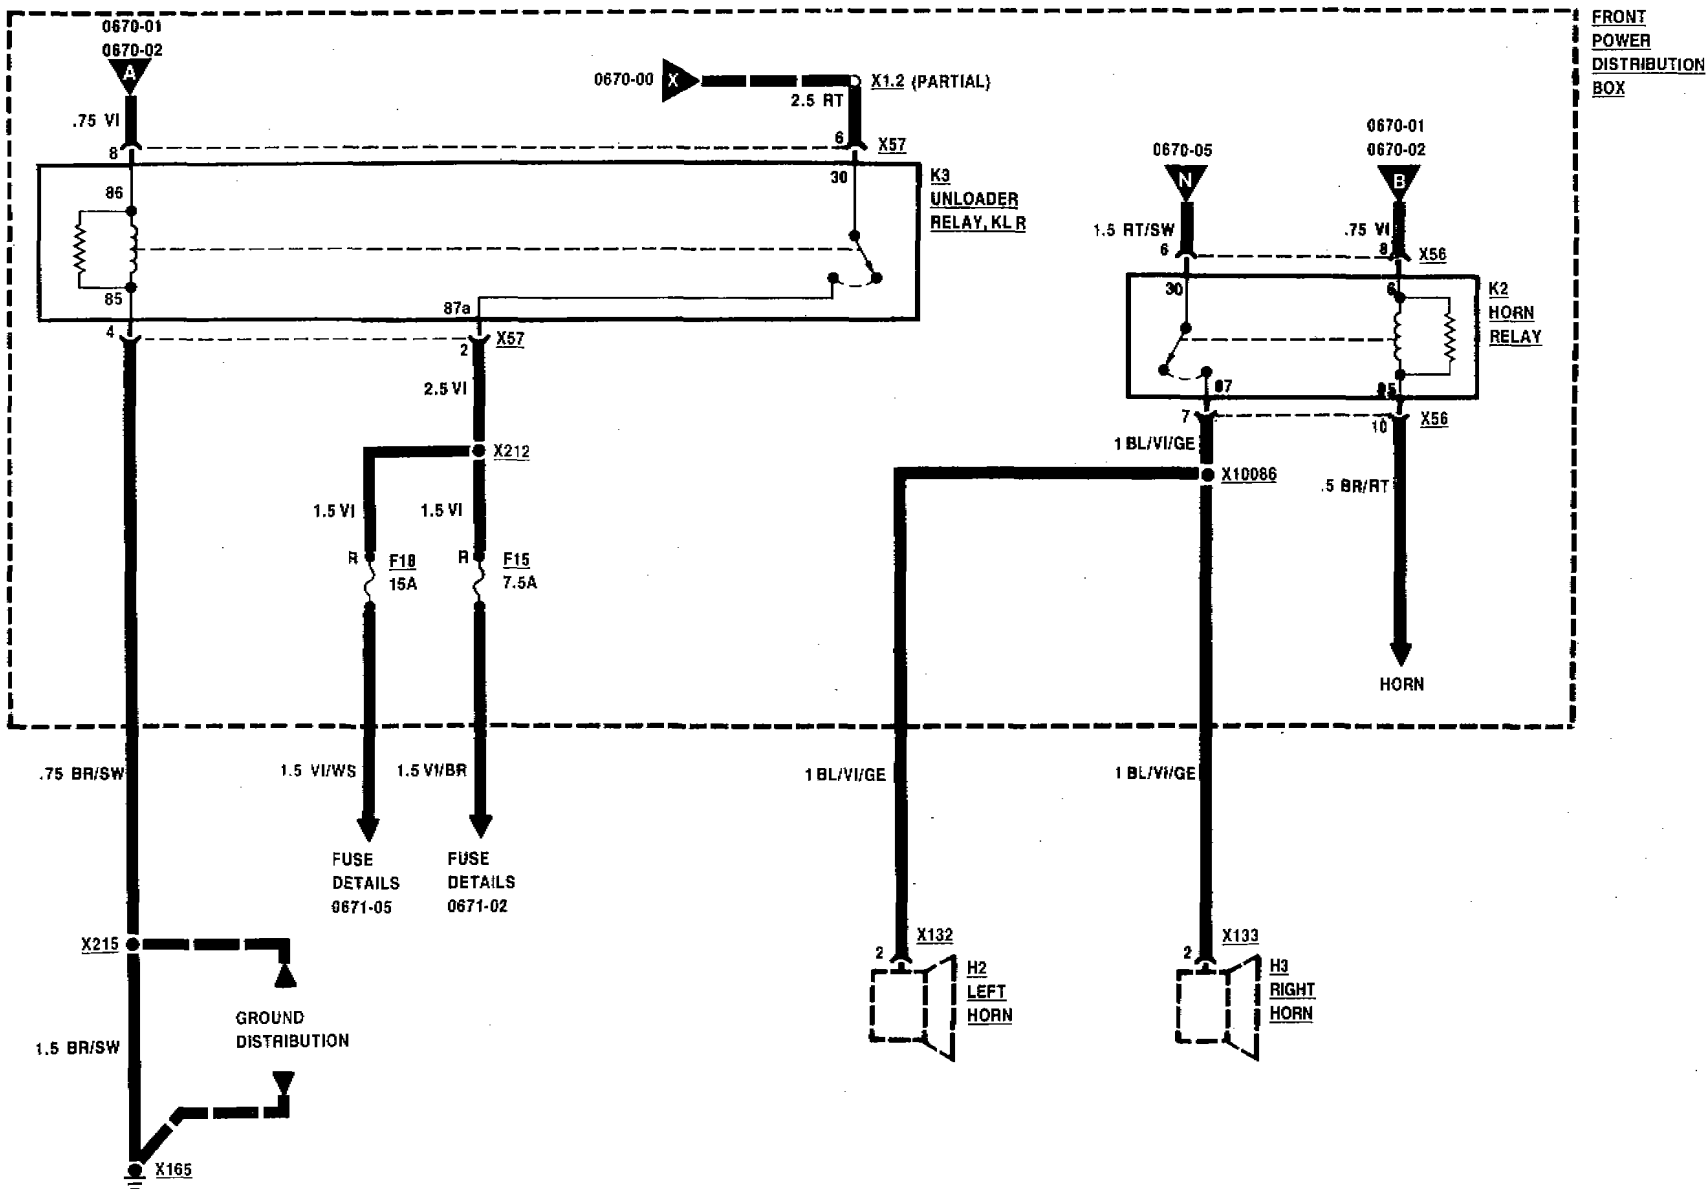 0670-01
0670-02
A
.75 VI
8
0670-00
X
X1.2 (PARTIAL)
2.5 RT
6
X57
FRONT
POWER
DISTRIBUTION
BOX
86
30
K3
UNLOADER
RELAY, KL R
85
87a
4
2
X57
0670-05
N
1.5 RT/SW
6
0670-01
0670-02
B
.75 VI
8
X56
30
6
K2
HORN
RELAY
87
85
7
10
X56
2.5 VI
X212
1 BL/VI/GE
X10086
.5 BR/RT
1.5 VI
1.5 VI
R
F18
15A
R
F15
7.5A
HORN
.75 BR/SW
1.5 VI/WS
1.5 VI/BR
1 BL/VI/GE
1 BL/VI/GE
FUSE
DETAILS
0671-05
FUSE
DETAILS
0671-02
X215
GROUND
DISTRIBUTION
1.5 BR/SW
X165
2
X132
H2
LEFT
HORN
2
X133
H3
RIGHT
HORN